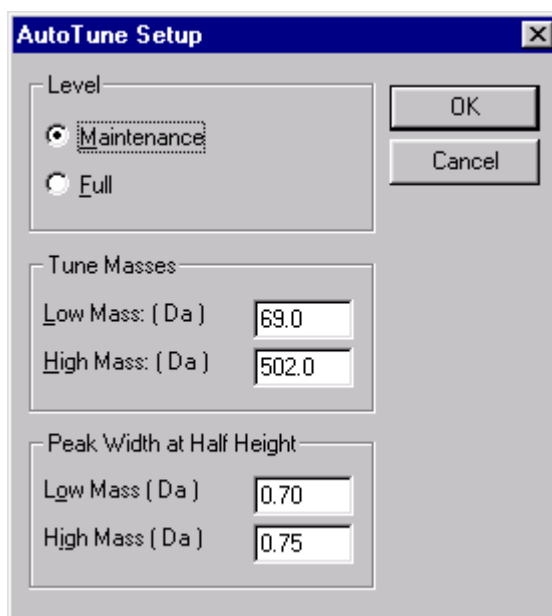 AutoTune Setup
Level
Maintenance
Full
OK
Cancel
Tune Masses
Low Mass: ( Da ) 69.0
High Mass: ( Da ) 502.0
Peak Width at Half Height
Low Mass ( Da ) 0.70
High Mass ( Da ) 0.75